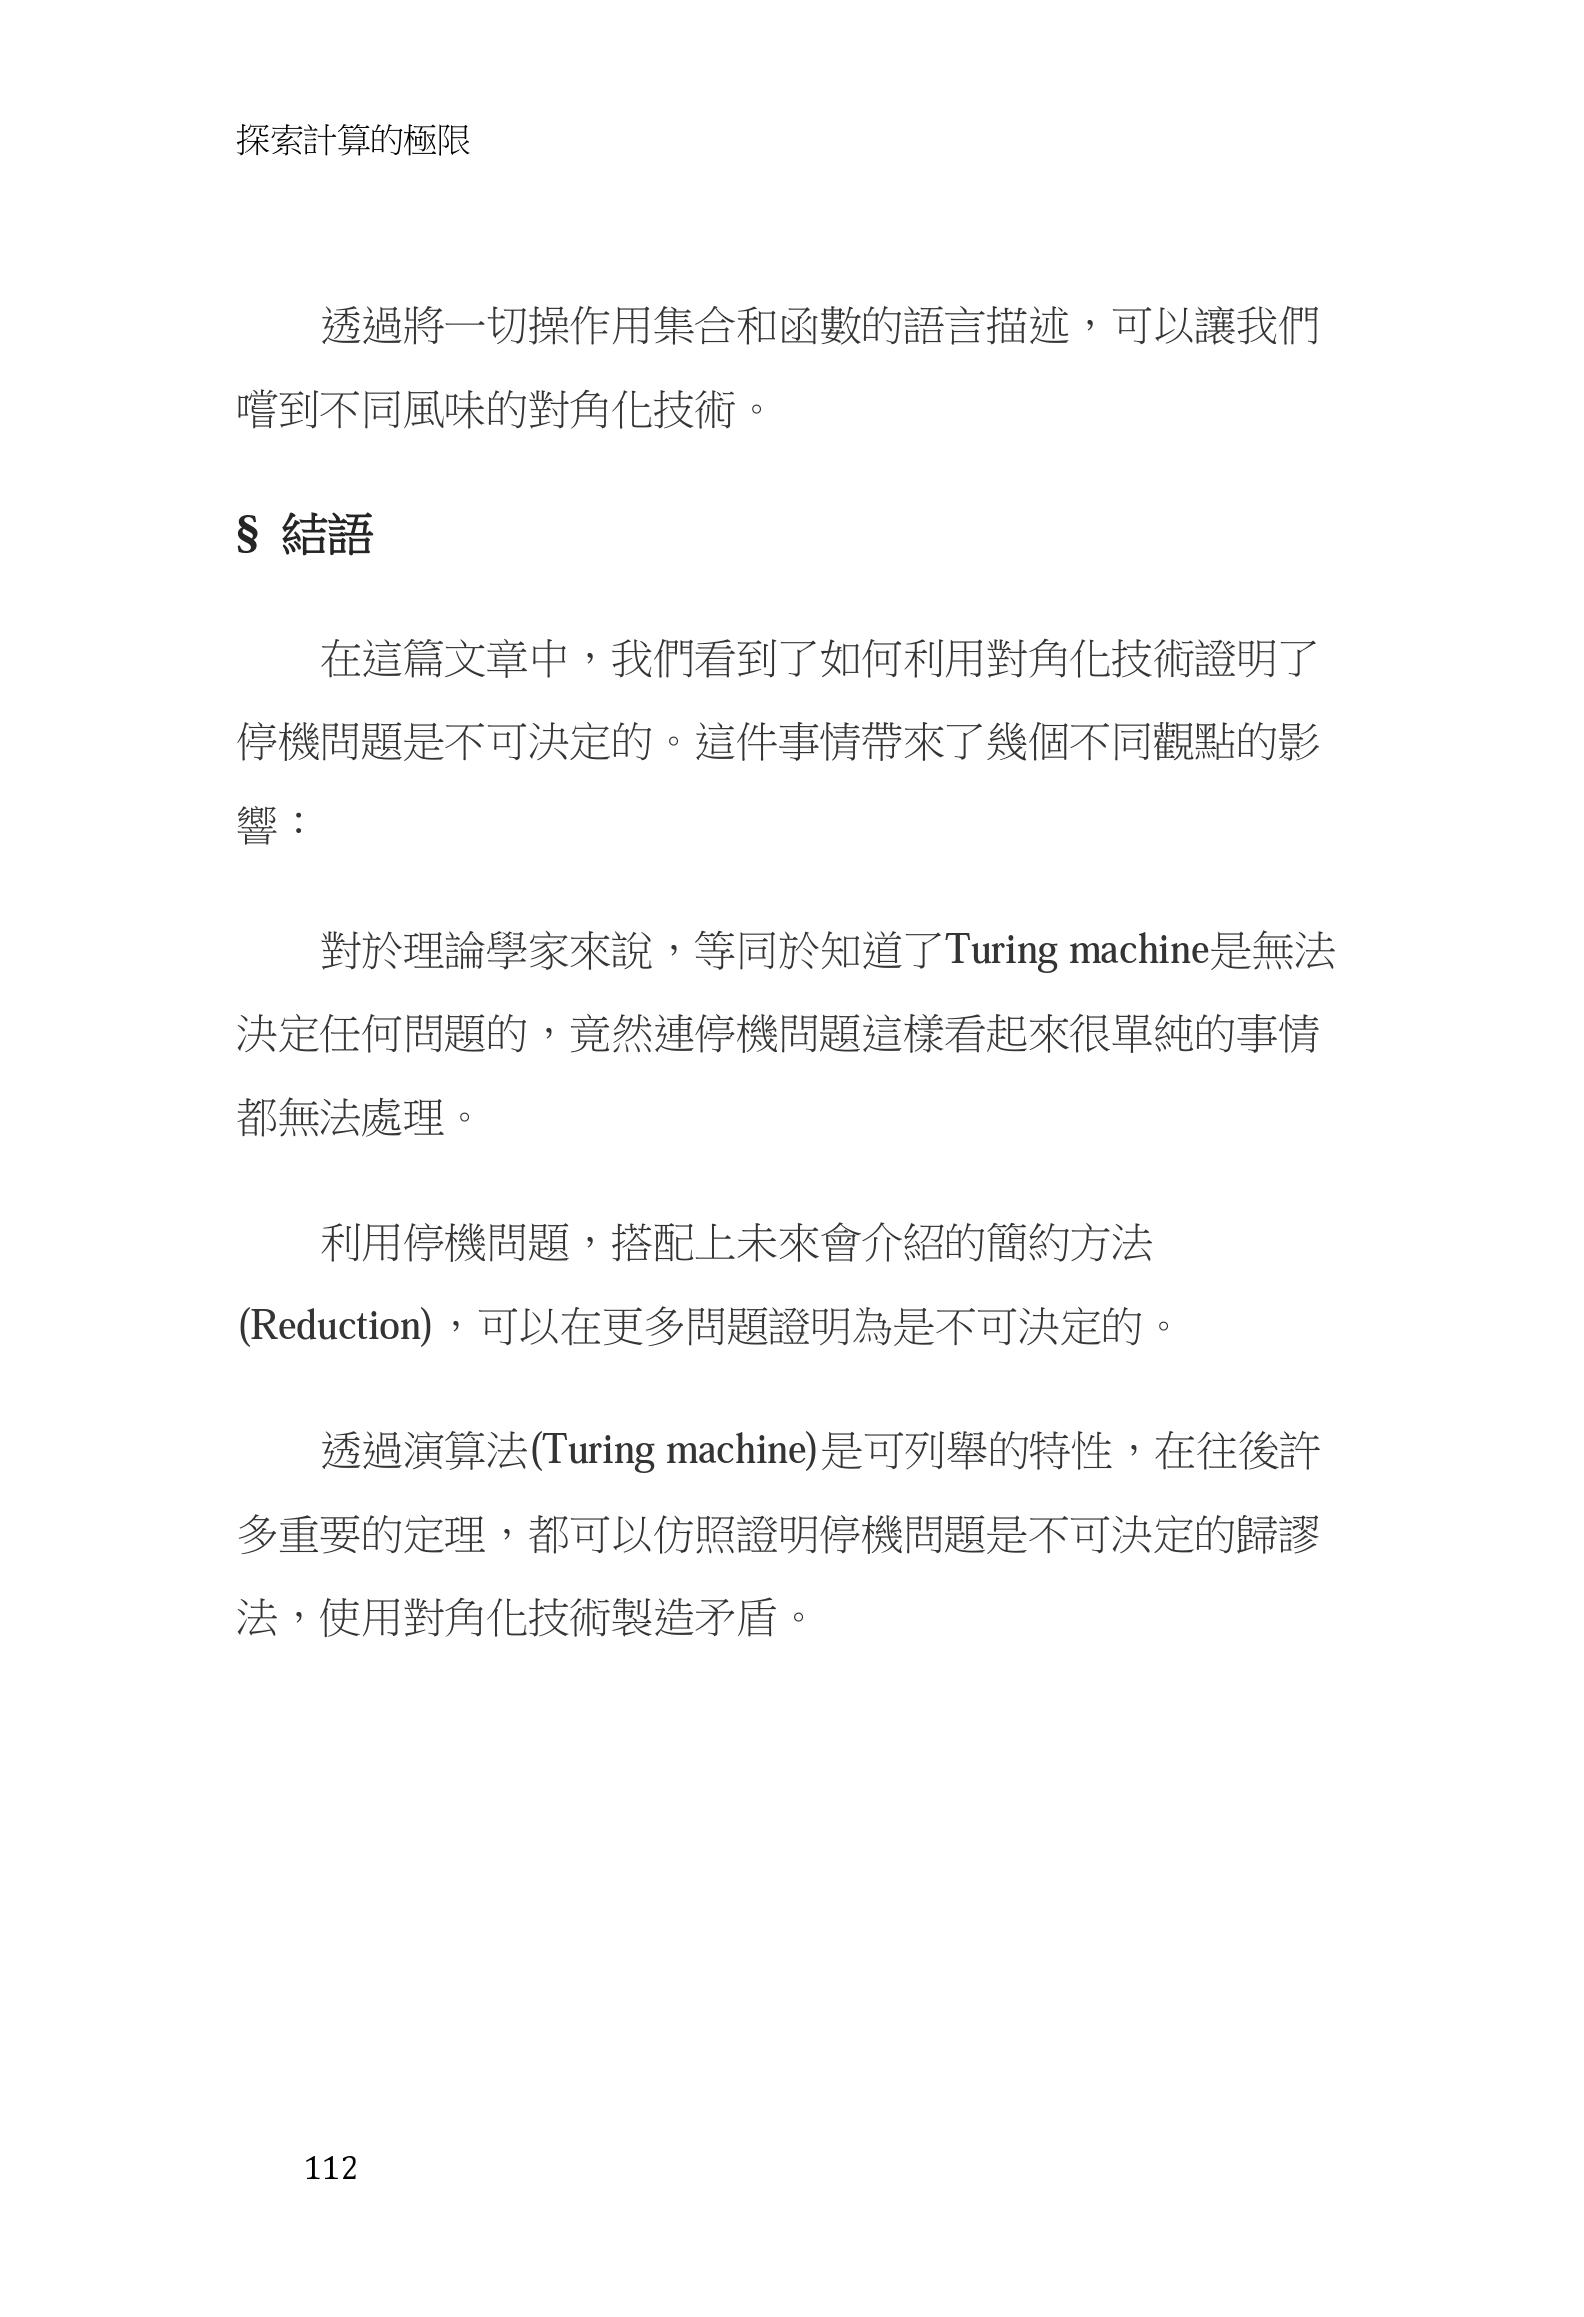 探索計算的極限
透過將一切操作用集合和函數的語言描述，可以讓我們
嚐到不同風味的對角化技術。
§ 結語
在這篇文章中，我們看到了如何利用對角化技術證明了
停機問題是不可決定的。這件事情帶來了幾個不同觀點的影
響：
對於理論學家來說，等同於知道了Turing machine是無法
決定任何問題的，竟然連停機問題這樣看起來很單純的事情
都無法處理。
利用停機問題，搭配上未來會介紹的簡約方法
(Reduction)，可以在更多問題證明為是不可決定的。
透過演算法(Turing machine)是可列舉的特性，在往後許
多重要的定理，都可以仿照證明停機問題是不可決定的歸謬
法，使用對角化技術製造矛盾。
112